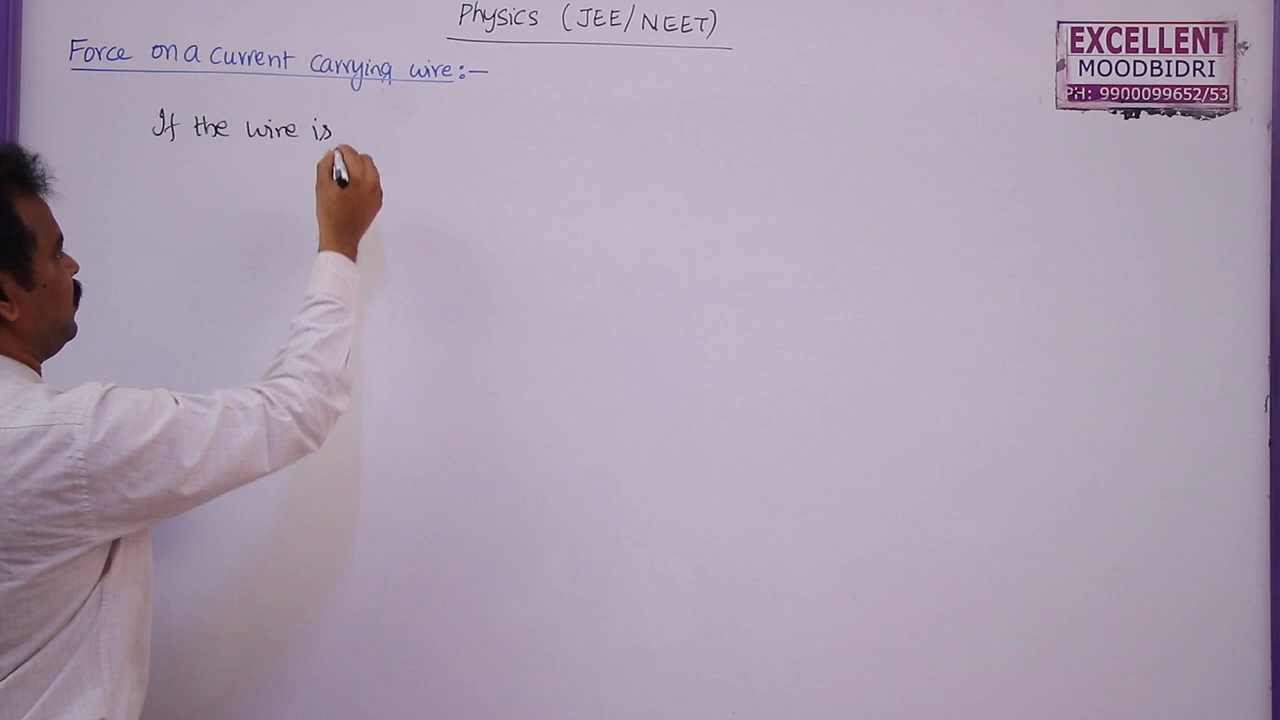 Physics (JEE/NEET)
Force on a current carrying wire:-
If the wire is
EXCELLENT
MOODBIDRI
PH: 9900099652/53